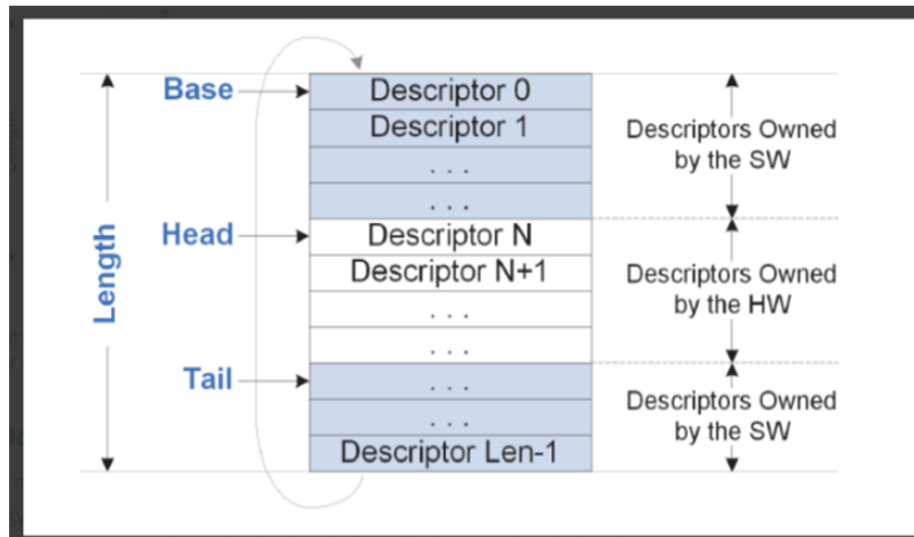 Base
Descriptor 0
Descriptor 1
. . .
. . .
Descriptors Owned
by the SW
Head
Descriptor N
Descriptor N+1
. . .
. . .
Descriptors Owned
by the HW
Length
Tail
. . .
. . .
Descriptor Len-1
Descriptors Owned
by the SW